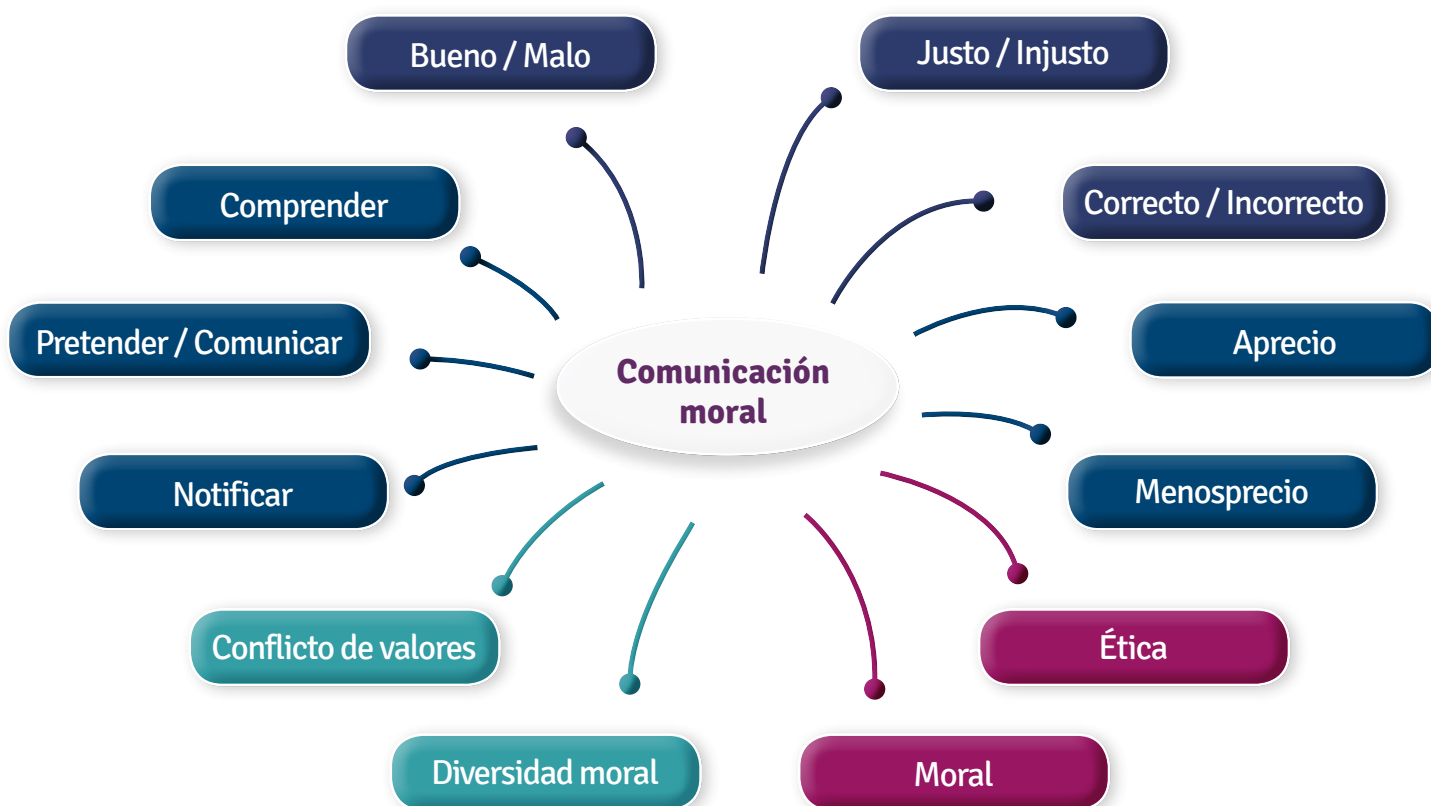 Bueno / Malo
Justo / Injusto
Comprender
Correcto / Incorrecto
Pretender / Comunicar
Aprecio
Comunicación
moral
Notificar
Menosprecio
Conflicto de valores
Ética
Diversidad moral
Moral